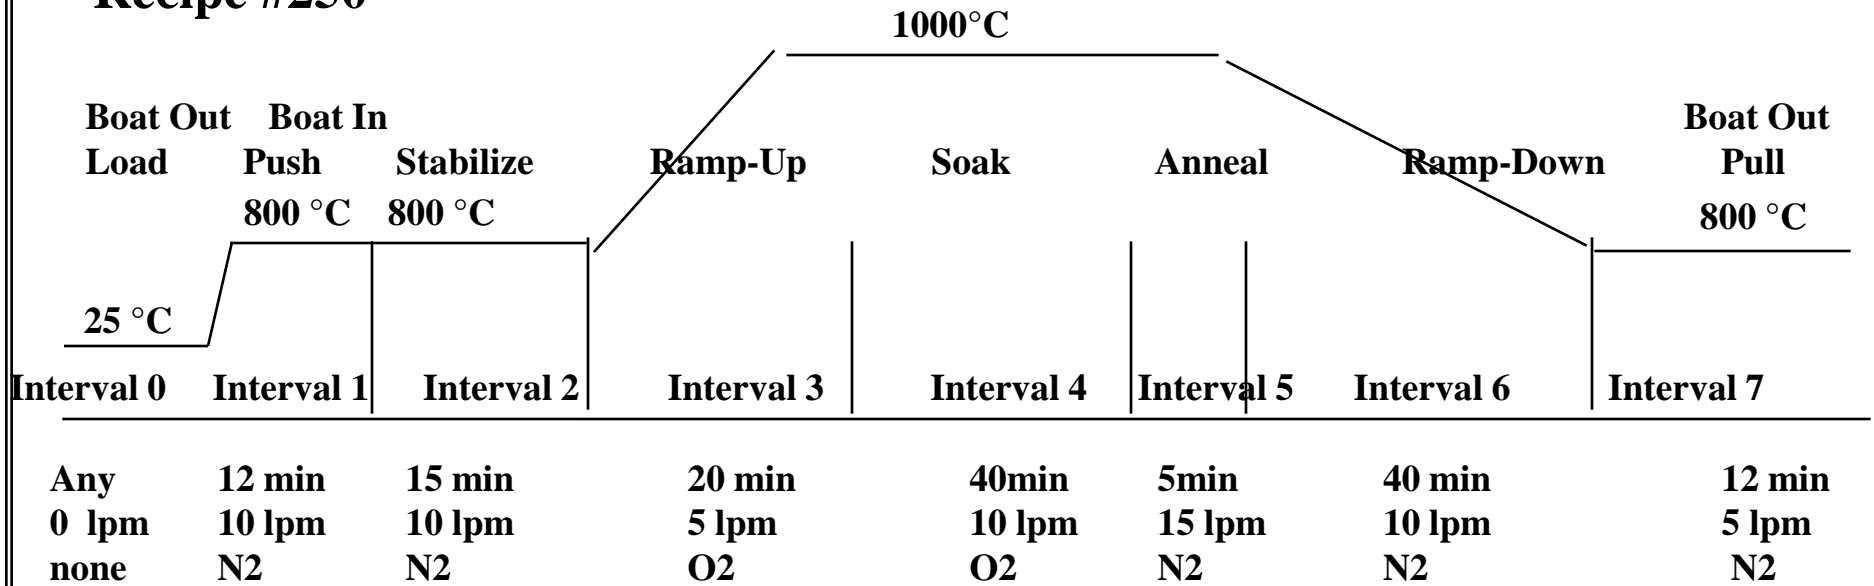 Recipe #250
1000°C
Boat Out Boat In Boat Out
Load Push Stabilize Ramp-Up Soak Anneal Ramp-Down Pull
800 °C 800 °C 800 °C
25 °C
Interval 0 Interval 1 Interval 2 Interval 3 Interval 4 Interval 5 Interval 6 Interval 7
Any 12 min 15 min 20 min 40min 5min 40 min 12 min
0 lpm 10 lpm 10 lpm 5 lpm 10 lpm 15 lpm 10 lpm 5 lpm
none N2 N2 O2 O2 N2 N2 N2